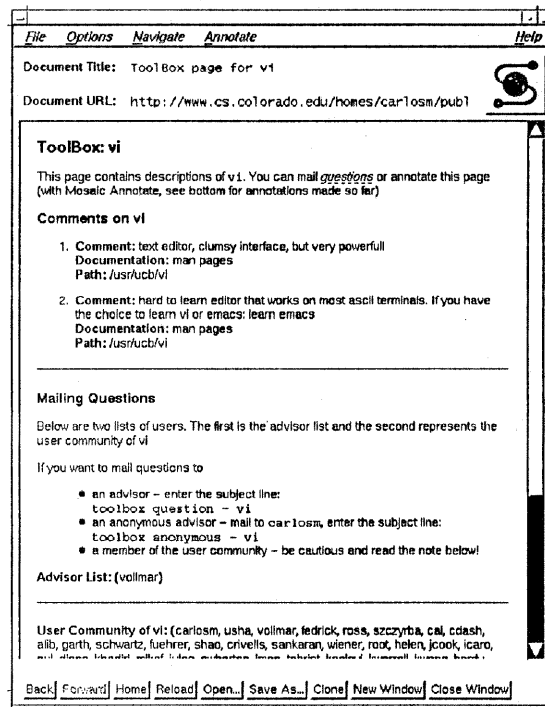 File Options Navigate Annotate Help
Document Title: ToolBox page for vi
Document URL: http://www.cs.colorado.edu/homes/carlosm/publ
ToolBox: vi
This page contains descriptions of vi. You can mail questions or annotate this page
(with Mosaic Annotate, see bottom for annotations made so far)
Comments on vi
1. Comment: text editor, clumsy interface, but very powerfull
Documentation: man pages
Path: /usr/ucb/vi
2. Comment: hard to learn editor that works on most ascii terminals. If you have
the choice to learn vi or emacs: learn emacs
Documentation: man pages
Path: /usr/ucb/vi
Mailing Questions
Below are two lists of users. The first is the advisor list and the second represents the
user community of vi
If you want to mail questions to
• an advisor – enter the subject line:
toolbox question - vi
• an anonymous advisor – mail to carlosm, enter the subject line:
toolbox anonymous - vi
• a member of the user community – be cautious and read the note below!
Advisor List: (vollmar)
User Community of vi: (carlosm, usha, vollmar, fedrick, ross, szczyrba, cal, cdash,
alib, garth, schwartz, fuehrer, shao, crivells, sankaran, wiener, root, helen, jcook, icaro,
Back Forward Home Reload Open... Save As... Clone New Window Close Window